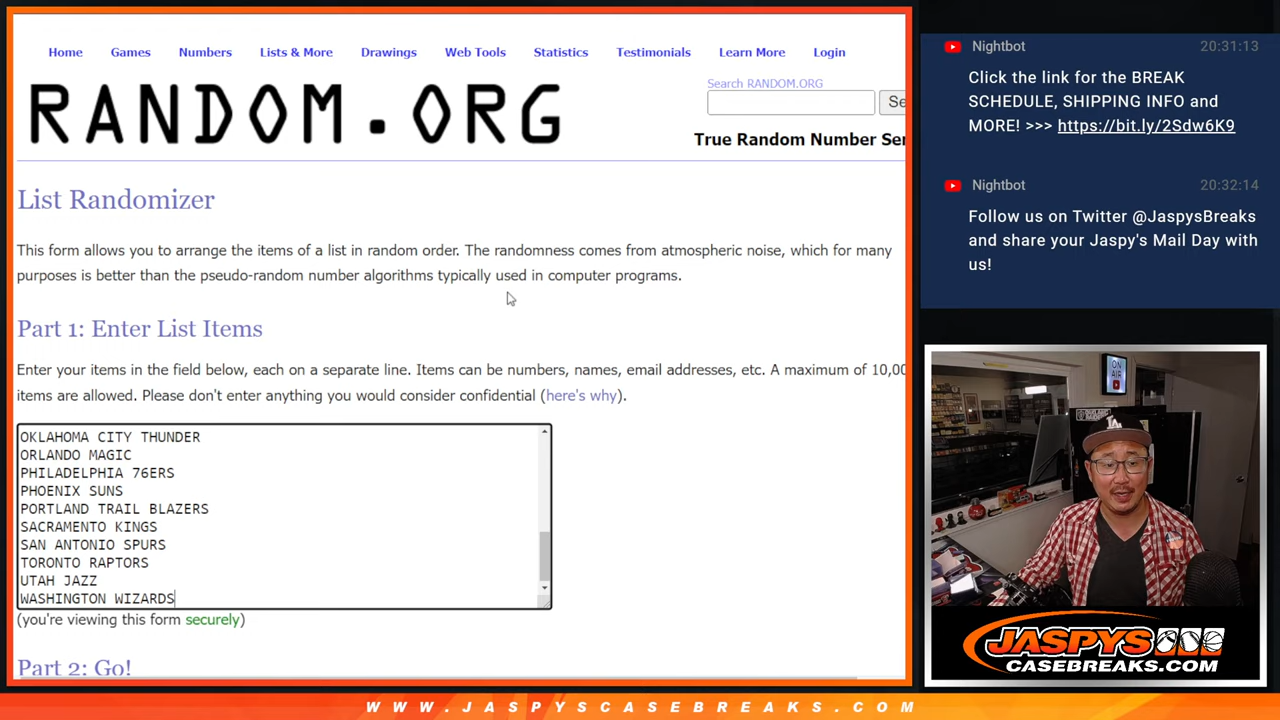 Home Games Numbers Lists & More Drawings Web Tools Statistics Testimonials Learn More Login
RANDOM.ORG
Search RANDOM.ORG
Se
True Random Number Ser
List Randomizer
This form allows you to arrange the items of a list in random order. The randomness comes from atmospheric noise, which for many
purposes is better than the pseudo-random number algorithms typically used in computer programs.
Part 1: Enter List Items
Enter your items in the field below, each on a separate line. Items can be numbers, names, email addresses, etc. A maximum of 10,00
items are allowed. Please don't enter anything you would consider confidential (here's why).
OKLAHOMA CITY THUNDER
ORLANDO MAGIC
PHILADELPHIA 76ERS
PHOENIX SUNS
PORTLAND TRAIL BLAZERS
SACRAMENTO KINGS
SAN ANTONIO SPURS
TORONTO RAPTORS
UTAH JAZZ
WASHINGTON WIZARDS
(you're viewing this form securely)
Part 2: Go!
Nightbot 20:31:13
Click the link for the BREAK
SCHEDULE, SHIPPING INFO and
MORE! >>> https://bit.ly/2Sdw6K9
Nightbot 20:32:14
Follow us on Twitter @JaspysBreaks
and share your Jaspy's Mail Day with
us!
ON
AIR
LA
JASPYS
CASEBREAKS.COM
WWW.JASPYSCASEBREAKS.COM